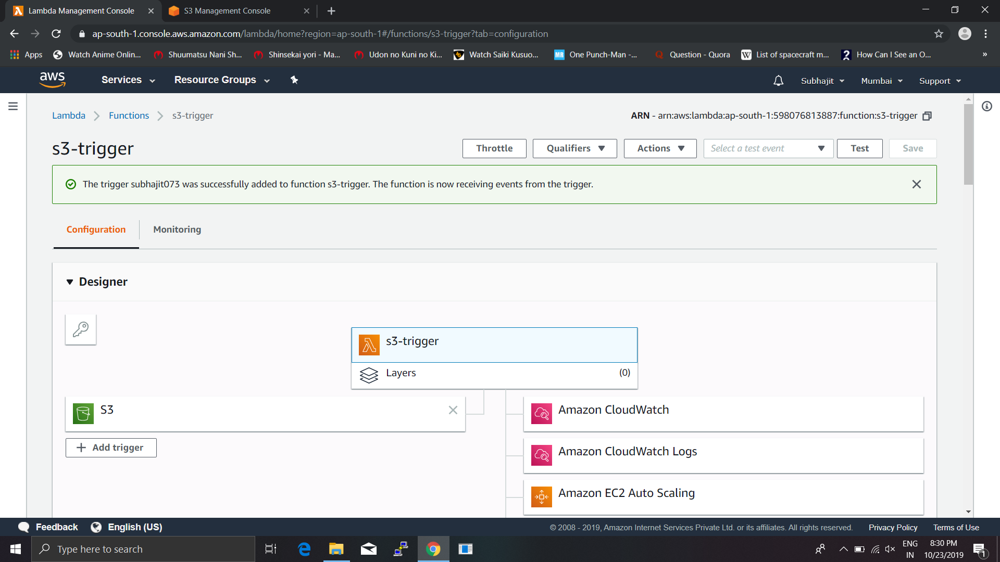 Lambda Management Console
S3 Management Console
ap-south-1.console.aws.amazon.com/lambda/home?region=ap-south-1#/functions/s3-trigger?tab=configuration
Apps Watch Anime Onlin... Shuumatsu Nani Sh... Shinsekai yori - Ma... Udon no Kuni no Ki... Watch Saiki Kusuo... MR One Punch-Man -... Question - Quora W List of spacecraft m... ? How Can I See an O... »
aws Services Resource Groups Subhajit Mumbai Support
Lambda Functions s3-trigger
ARN - arn:aws:lambda:ap-south-1:598076813887:function:s3-trigger
s3-trigger
Throttle Qualifiers Actions Select a test event Test Save
The trigger subhajit073 was successfully added to function s3-trigger. The function is now receiving events from the trigger.
Configuration Monitoring
Designer
s3-trigger
Layers (0)
S3
Add trigger
Amazon CloudWatch
Amazon CloudWatch Logs
Amazon EC2 Auto Scaling
Feedback English (US) © 2008 - 2019, Amazon Internet Services Private Ltd. or its affiliates. All rights reserved. Privacy Policy Terms of Use
Type here to search
ENG
IN
8:30 PM
10/23/2019
1